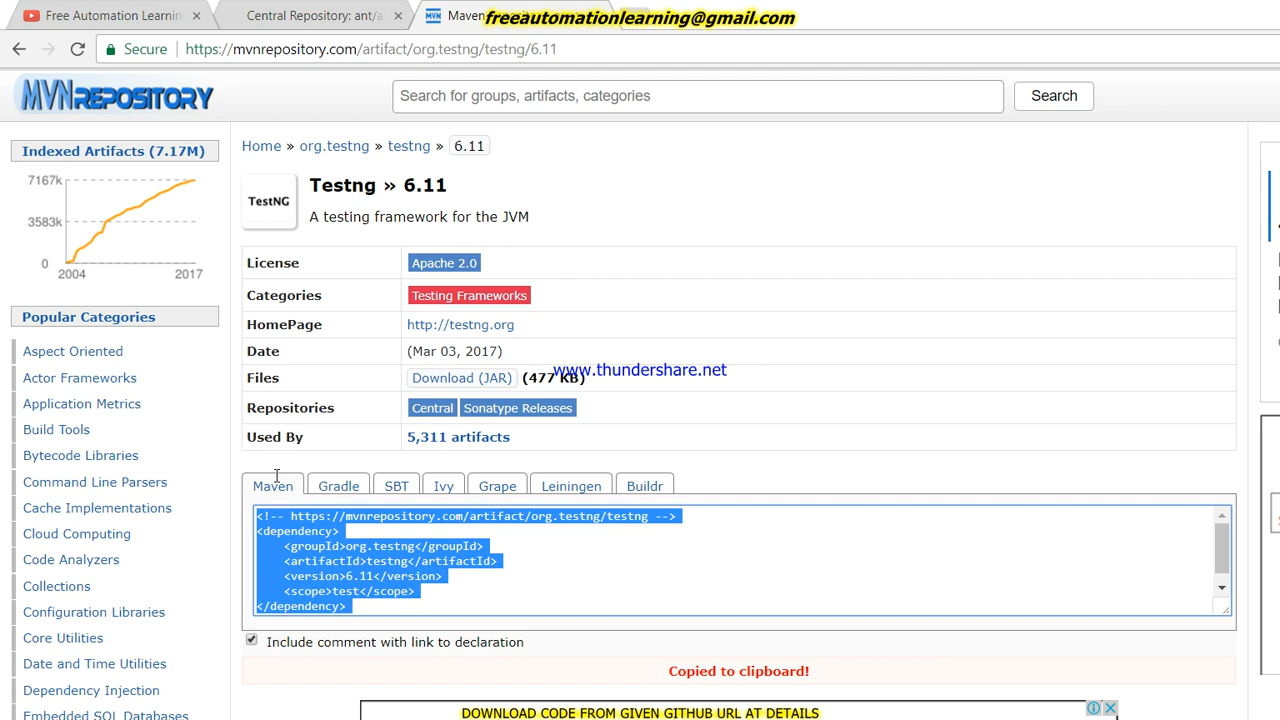 Free Automation Learnin
Central Repository: ant/a
Maven
freeautomationlearning@gmail.com
Secure
https://mvnrepository.com/artifact/org.testng/testng/6.11
MVNREPOSITORY
Search for groups, artifacts, categories
Search
Indexed Artifacts (7.17M)
7167k
3583k
0
2004
2017
Popular Categories
Aspect Oriented
Actor Frameworks
Application Metrics
Build Tools
Bytecode Libraries
Command Line Parsers
Cache Implementations
Cloud Computing
Code Analyzers
Collections
Configuration Libraries
Core Utilities
Date and Time Utilities
Dependency Injection
Embedded SQL Databases
Home » org.testng » testng » 6.11
TestNG
Testng » 6.11
A testing framework for the JVM
License Apache 2.0
Categories Testing Frameworks
HomePage http://testng.org
Date (Mar 03, 2017)
Files Download (JAR) (477 KB)
www.thundershare.net
Repositories Central Sonatype Releases
Used By 5,311 artifacts
Maven Gradle SBT Ivy Grape Leiningen Buildr
<!-- https://mvnrepository.com/artifact/org.testng/testng -->
<dependency>
<groupId>org.testng</groupId>
<artifactId>testng</artifactId>
<version>6.11</version>
<scope>test</scope>
</dependency>
Include comment with link to declaration
Copied to clipboard!
DOWNLOAD CODE FROM GIVEN GITHUB URL AT DETAILS